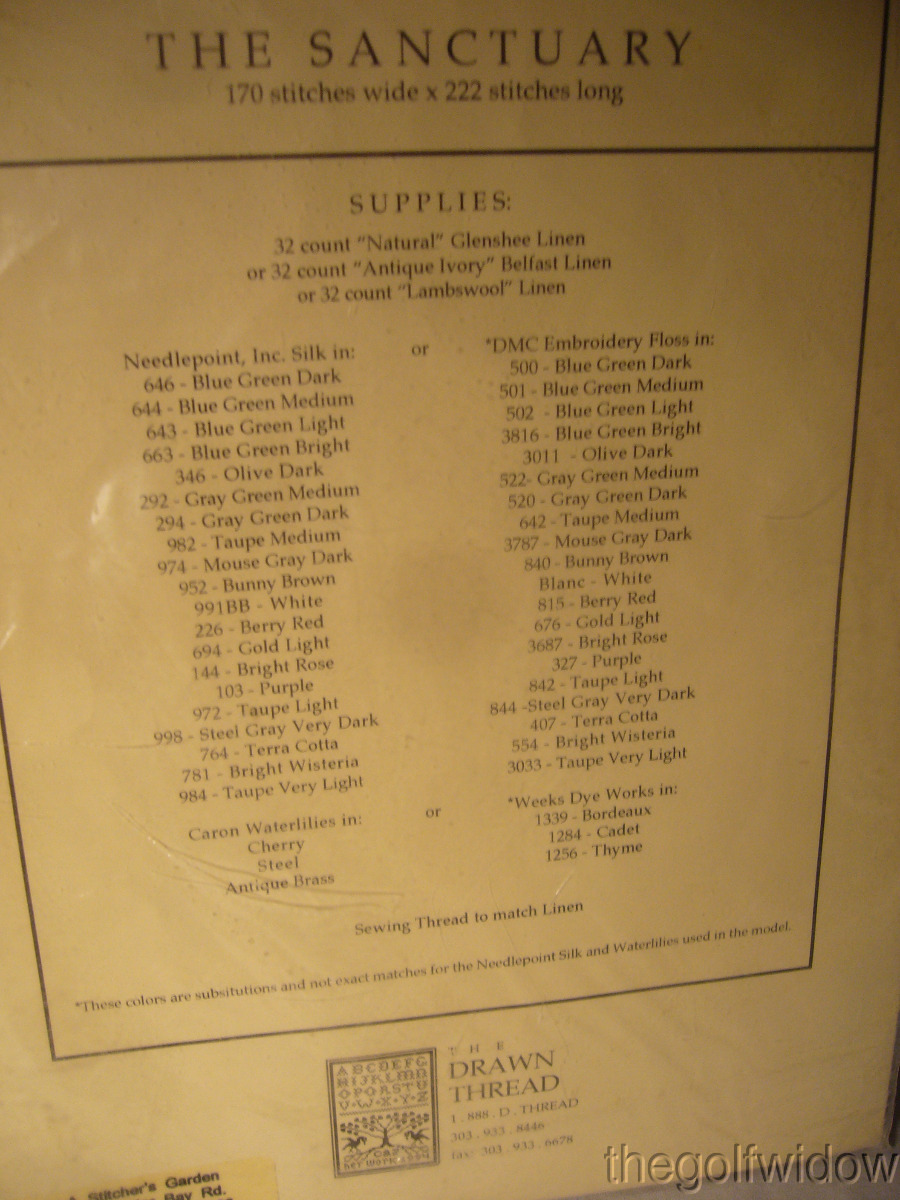 THE SANCTUARY
170 stitches wide x 222 stitches long
SUPPLIES:
32 count "Natural" Glenshee Linen
or 32 count "Antique Ivory" Belfast Linen
or 32 count "Lambswool" Linen
Needlepoint, Inc. Silk in:
646 - Blue Green Dark
644 - Blue Green Medium
643 - Blue Green Light
663 - Blue Green Bright
346 - Olive Dark
292 - Gray Green Medium
294 - Gray Green Dark
982 - Taupe Medium
974 - Mouse Gray Dark
952 - Bunny Brown
991BB - White
226 - Berry Red
694 - Gold Light
144 - Bright Rose
103 - Purple
972 - Taupe Light
998 - Steel Gray Very Dark
764 - Terra Cotta
781 - Bright Wisteria
984 - Taupe Very Light
or
*DMC Embroidery Floss in:
500 - Blue Green Dark
501 - Blue Green Medium
502 - Blue Green Light
3816 - Blue Green Bright
3011 - Olive Dark
522- Gray Green Medium
520 - Gray Green Dark
642 - Taupe Medium
3787 - Mouse Gray Dark
840 - Bunny Brown
Blanc - White
815 - Berry Red
676 - Gold Light
3687 - Bright Rose
327 - Purple
842 - Taupe Light
844 -Steel Gray Very Dark
407 - Terra Cotta
554 - Bright Wisteria
3033 - Taupe Very Light
Caron Waterlilies in:
Cherry
Steel
Antique Brass
or
*Weeks Dye Works in:
1339 - Bordeaux
1284 - Cadet
1256 - Thyme
Sewing Thread to match Linen
*These colors are subsitutions and not exact matches for the Needlepoint Silk and Waterlilies used in the model.
ABCDEFG
HIJKLMN
OPQRSTU
V·W·X·Y·Z
her work
THE
DRAWN
THREAD
1 . 888 . D . THREAD
303 . 933 . 8446
fax: 303 . 933 . 6678
A Stitcher's Garden
Bay Rd.
thegolfwidow